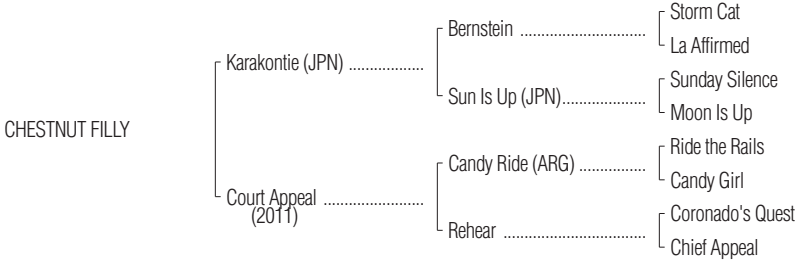 Storm Cat
Bernstein ..............................
La Affirmed
Karakontie (JPN) ..................
Sunday Silence
Sun Is Up (JPN)....................
Moon Is Up
CHESTNUT FILLY
Ride the Rails
Candy Ride (ARG) ................
Candy Girl
Court Appeal ........................
(2011)
Coronado's Quest
Rehear ..................................
Chief Appeal